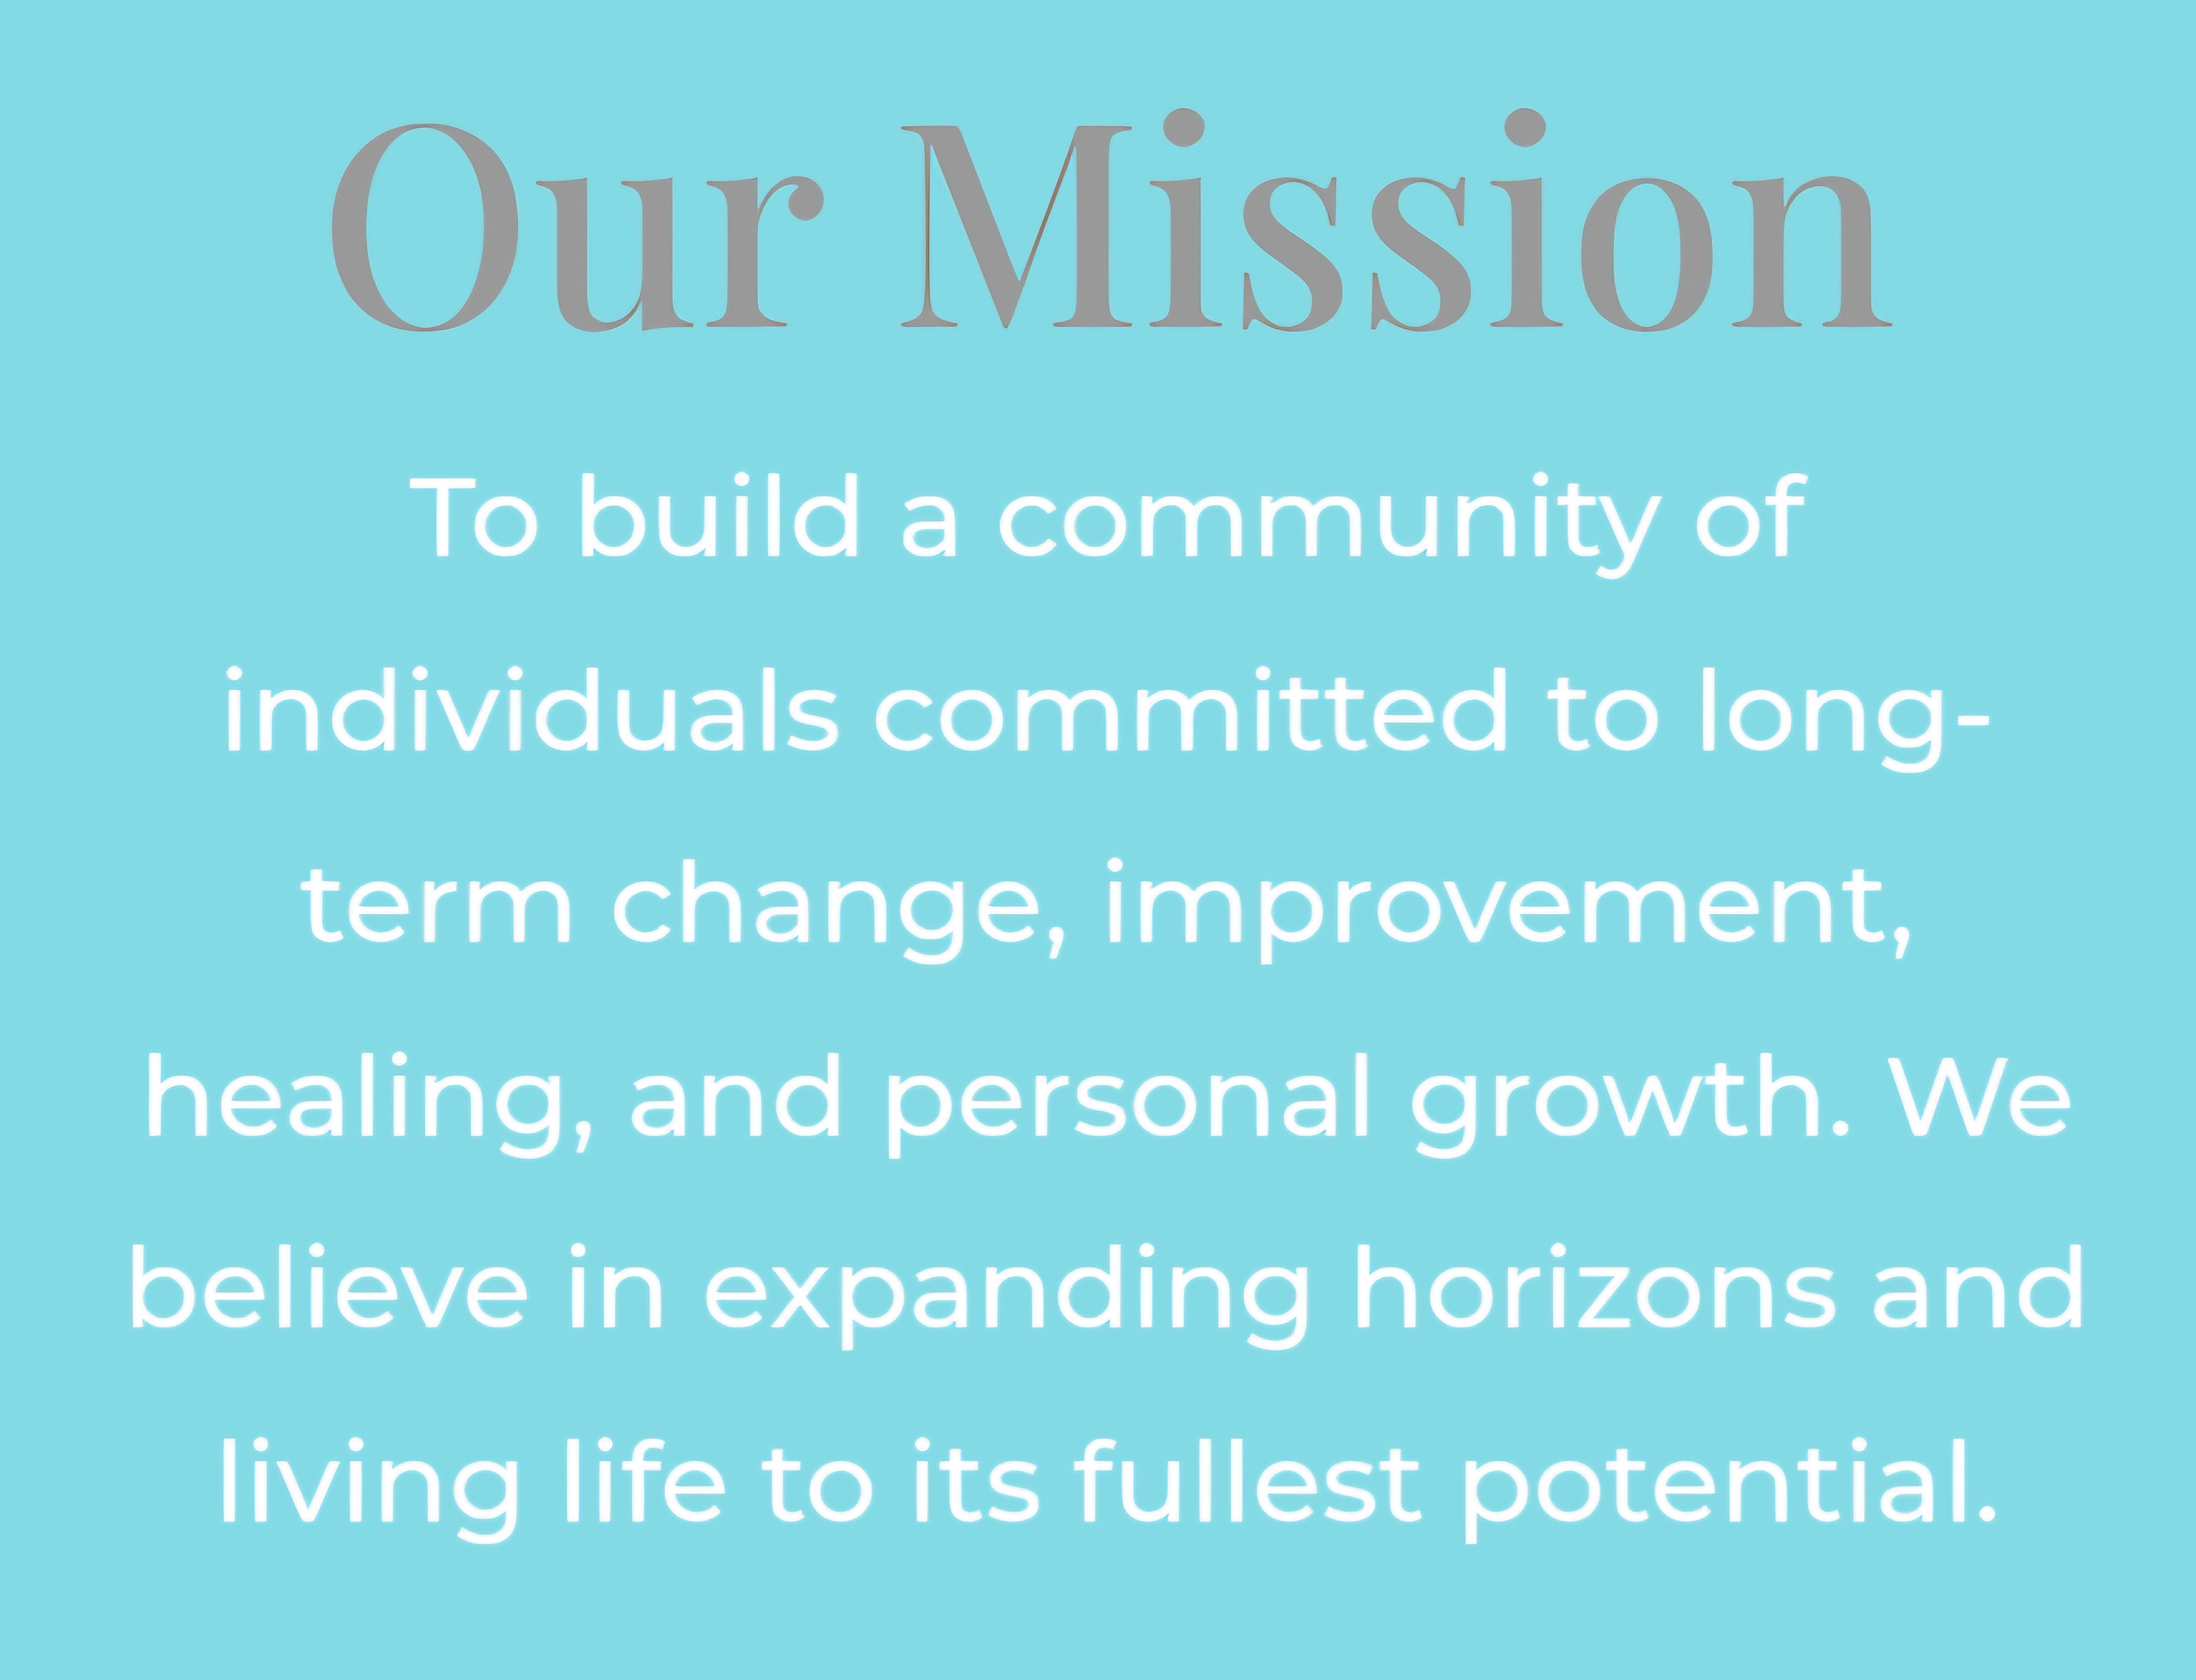 Our Mission
To build a community of
individuals committed to long-
term change, improvement,
healing, and personal growth. We
believe in expanding horizons and
living life to its fullest potential.